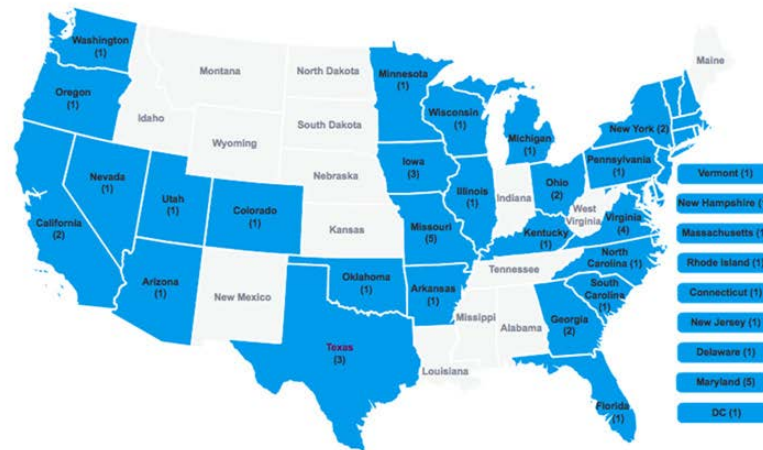 Washington
(1)
Oregon
(1)
Idaho
Montana
Wyoming
North Dakota
South Dakota
Nebraska
Kansas
Minnesota
(1)
Wisconsin
(1)
Michigan
(1)
Iowa
(3)
Illinois
(1)
Indiana
Ohio
(2)
New York (2)
Pennsylvania
(1)
Maine
Nevada
(1)
Utah
(1)
Colorado
(1)
California
(2)
Arizona
(1)
New Mexico
Oklahoma
(1)
Texas
(3)
Missouri
(5)
Arkansas
(1)
Louisiana
Missippi
Alabama
Tennessee
Kentucky
(1)
West
Virginia
Virginia
(4)
North
Carolina (1)
South
Carolina
(1)
Georgia
(2)
Florida
(1)
Vermont (1)
New Hampshire (
Massachusetts (1
Rhode Island (1
Connecticut (1)
New Jersey (1)
Delaware (1)
Maryland (5)
DC (1)